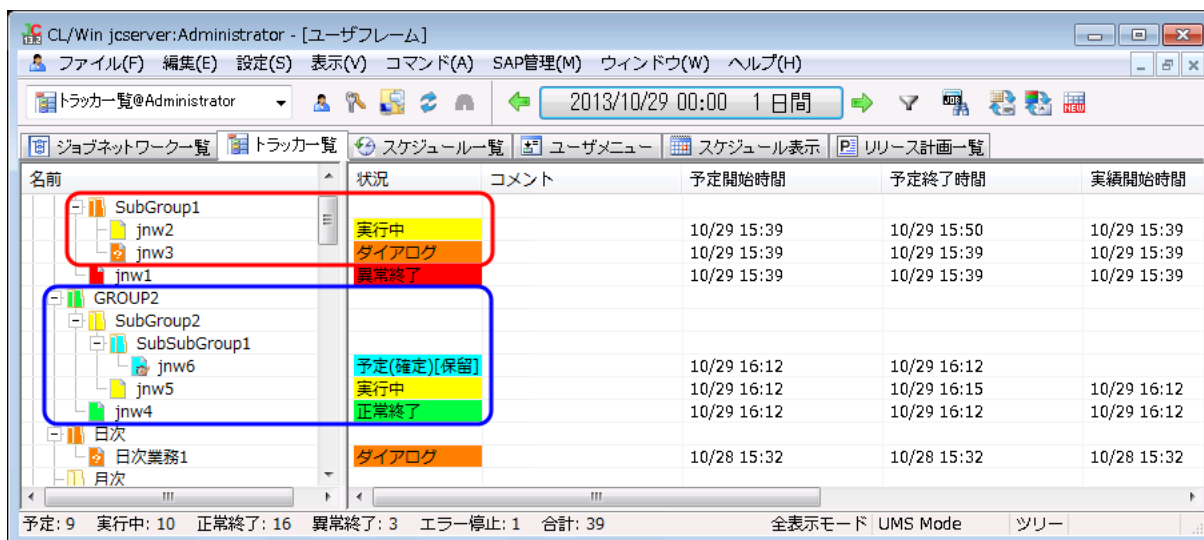 CL/Win jcserver:Administrator - [ユーザフレーム]
ファイル(F) 編集(E) 設定(S) 表示(V) コマンド(A) SAP管理(M) ウィンドウ(W) ヘルプ(H)
トラッカー覧@Administrator 2013/10/29 00:00 1 日間
ジョブネットワーク一覧 トラッカー覧 スケジュール一覧 ユーザメニュー スケジュール表示 リリース計画一覧
名前 状況 コメント 予定開始時間 予定終了時間 実績開始時間
SubGroup1
jnw2 実行中 10/29 15:39 10/29 15:50 10/29 15:39
jnw3 ダイアログ 10/29 15:39 10/29 15:39 10/29 15:39
jnw1 異常終了 10/29 15:39 10/29 15:39 10/29 15:39
GROUP2
SubGroup2
SubSubGroup1
jnw6 予定(確定)[保留] 10/29 16:12 10/29 16:12
jnw5 実行中 10/29 16:12 10/29 16:15 10/29 16:12
jnw4 正常終了 10/29 16:12 10/29 16:12 10/29 16:12
日次
日次業務1 ダイアログ 10/28 15:32 10/28 15:32 10/28 15:32
月次
予定: 9 実行中: 10 正常終了: 16 異常終了: 3 エラー停止: 1 合計: 39 全表示モード UMS Mode ツリー